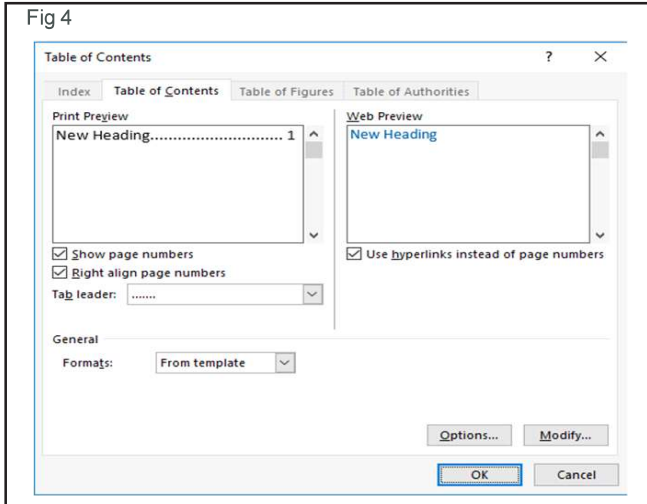 Fig 4
Table of Contents ? ×
Index Table of Contents Table of Figures Table of Authorities
Print Preview
New Heading............................. 1
Web Preview
New Heading
Show page numbers
Right align page numbers
Tab leader: .......
Use hyperlinks instead of page numbers
General
Formats: From template
Options... Modify...
OK Cancel